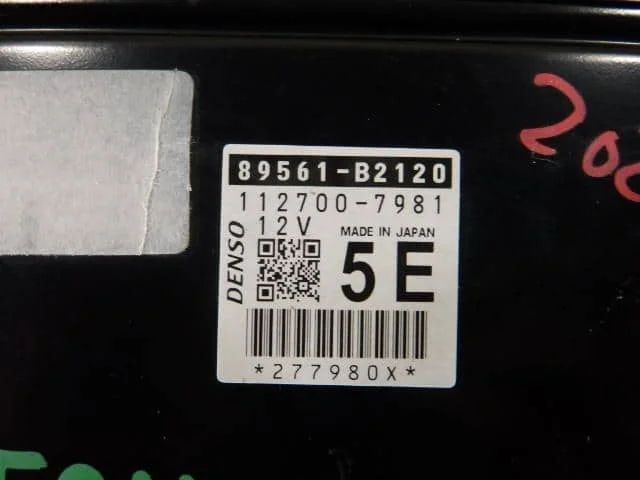 89561-B2120
112700-7981
12V
MADE IN JAPAN
DENSO
5E
*277980X*